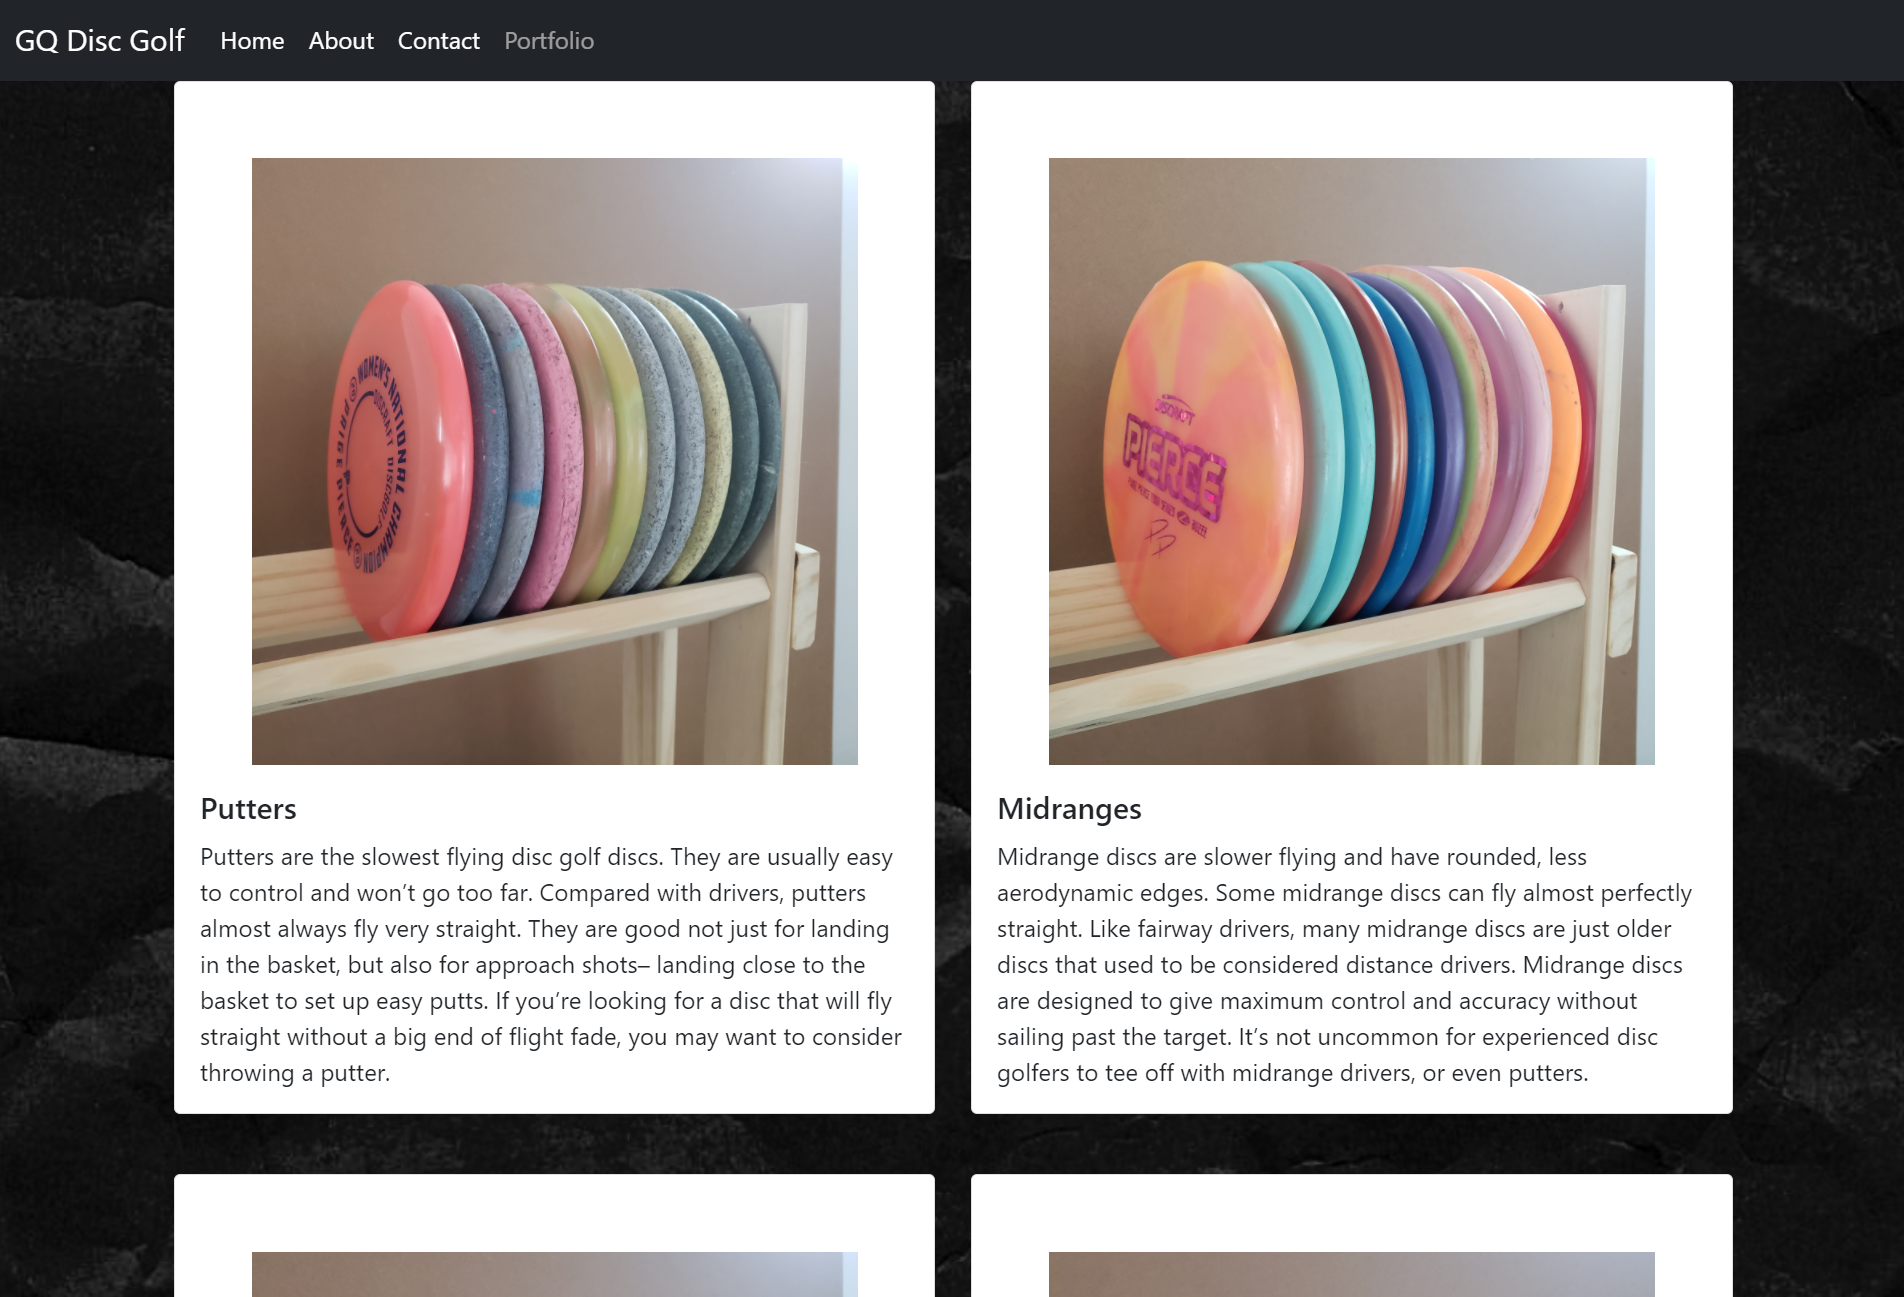 GQ Disc Golf Home About Contact Portfolio
WOMEN'S NATIONAL CHAMPION
PAIGE PIERCE
DISCRAFT DISCGOLF
DISCRAFT
PIERCE
Putters
Putters are the slowest flying disc golf discs. They are usually easy
to control and won’t go too far. Compared with drivers, putters
almost always fly very straight. They are good not just for landing
in the basket, but also for approach shots– landing close to the
basket to set up easy putts. If you’re looking for a disc that will fly
straight without a big end of flight fade, you may want to consider
throwing a putter.
Midranges
Midrange discs are slower flying and have rounded, less
aerodynamic edges. Some midrange discs can fly almost perfectly
straight. Like fairway drivers, many midrange discs are just older
discs that used to be considered distance drivers. Midrange discs
are designed to give maximum control and accuracy without
sailing past the target. It’s not uncommon for experienced disc
golfers to tee off with midrange drivers, or even putters.